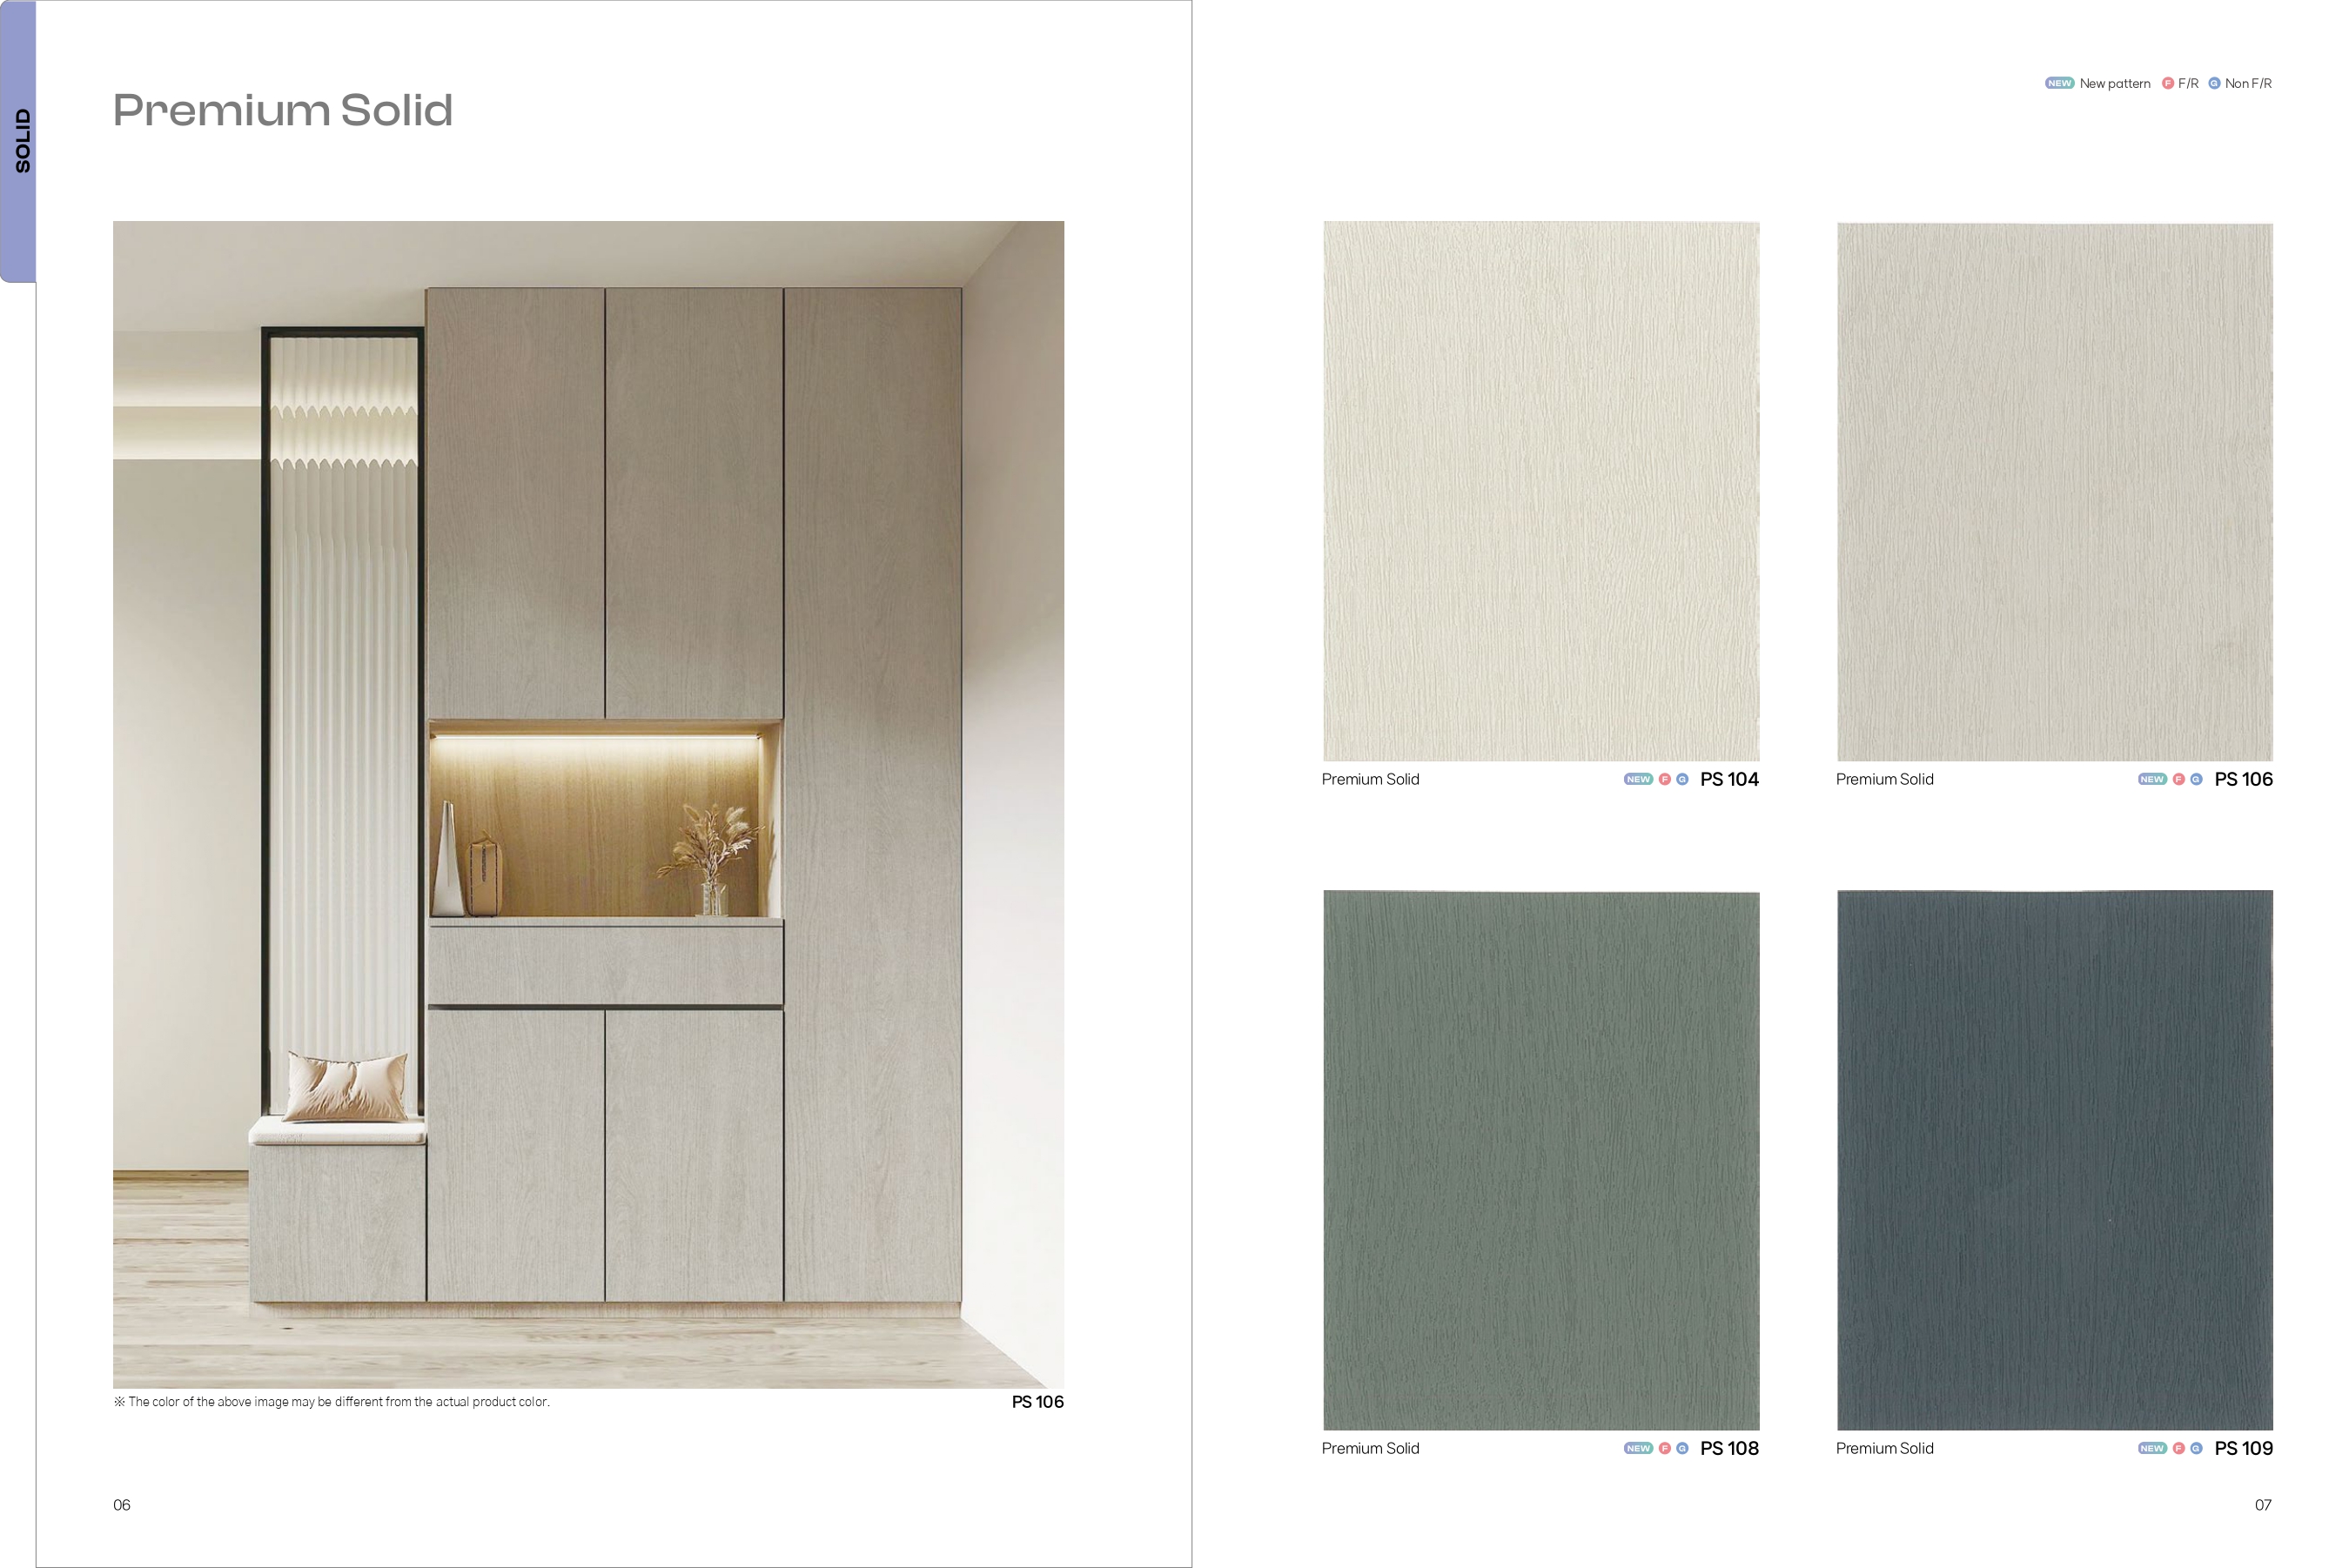 SOLID
Premium Solid
※ The color of the above image may be different from the actual product color.
PS 106
06
NEW New pattern F F/R G Non F/R
Premium Solid NEW F G PS 104
Premium Solid NEW F G PS 106
Premium Solid NEW F G PS 108
Premium Solid NEW F G PS 109
07